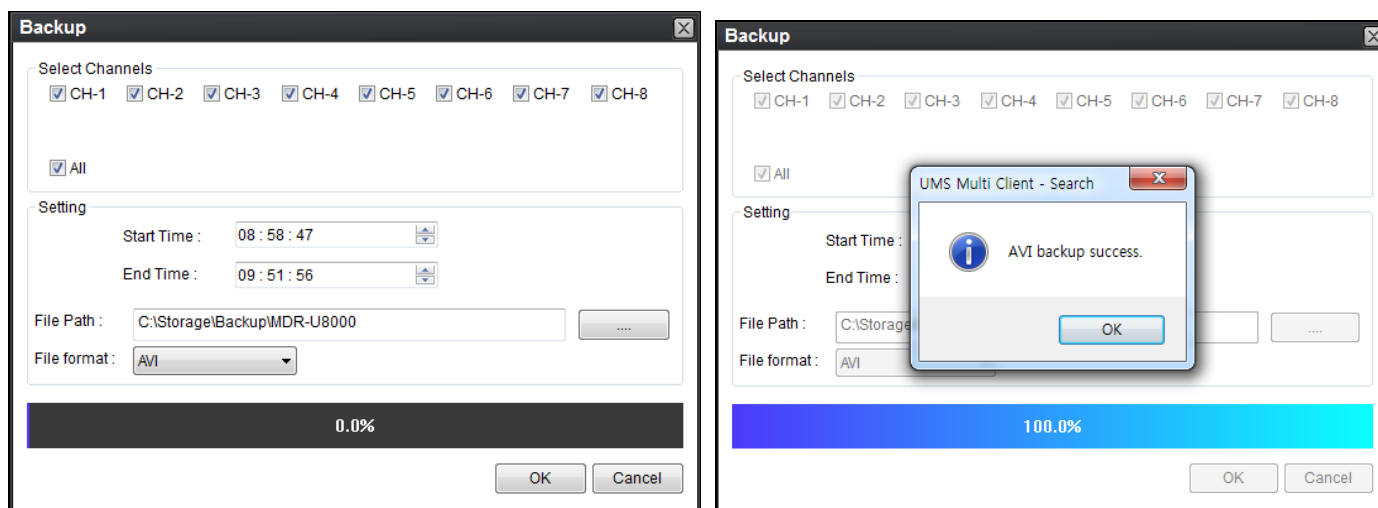 Backup
Select Channels
CH-1 CH-2 CH-3 CH-4 CH-5 CH-6 CH-7 CH-8
All
Setting
Start Time : 08 : 58 : 47
End Time : 09 : 51 : 56
File Path : C:\Storage\Backup\MDR-U8000 ....
File format : AVI
0.0%
OK Cancel
Backup
Select Channels
CH-1 CH-2 CH-3 CH-4 CH-5 CH-6 CH-7 CH-8
All
UMS Multi Client - Search
AVI backup success.
OK
Setting
Start Time :
End Time :
File Path : C:\Storage ....
File format : AVI
100.0%
OK Cancel